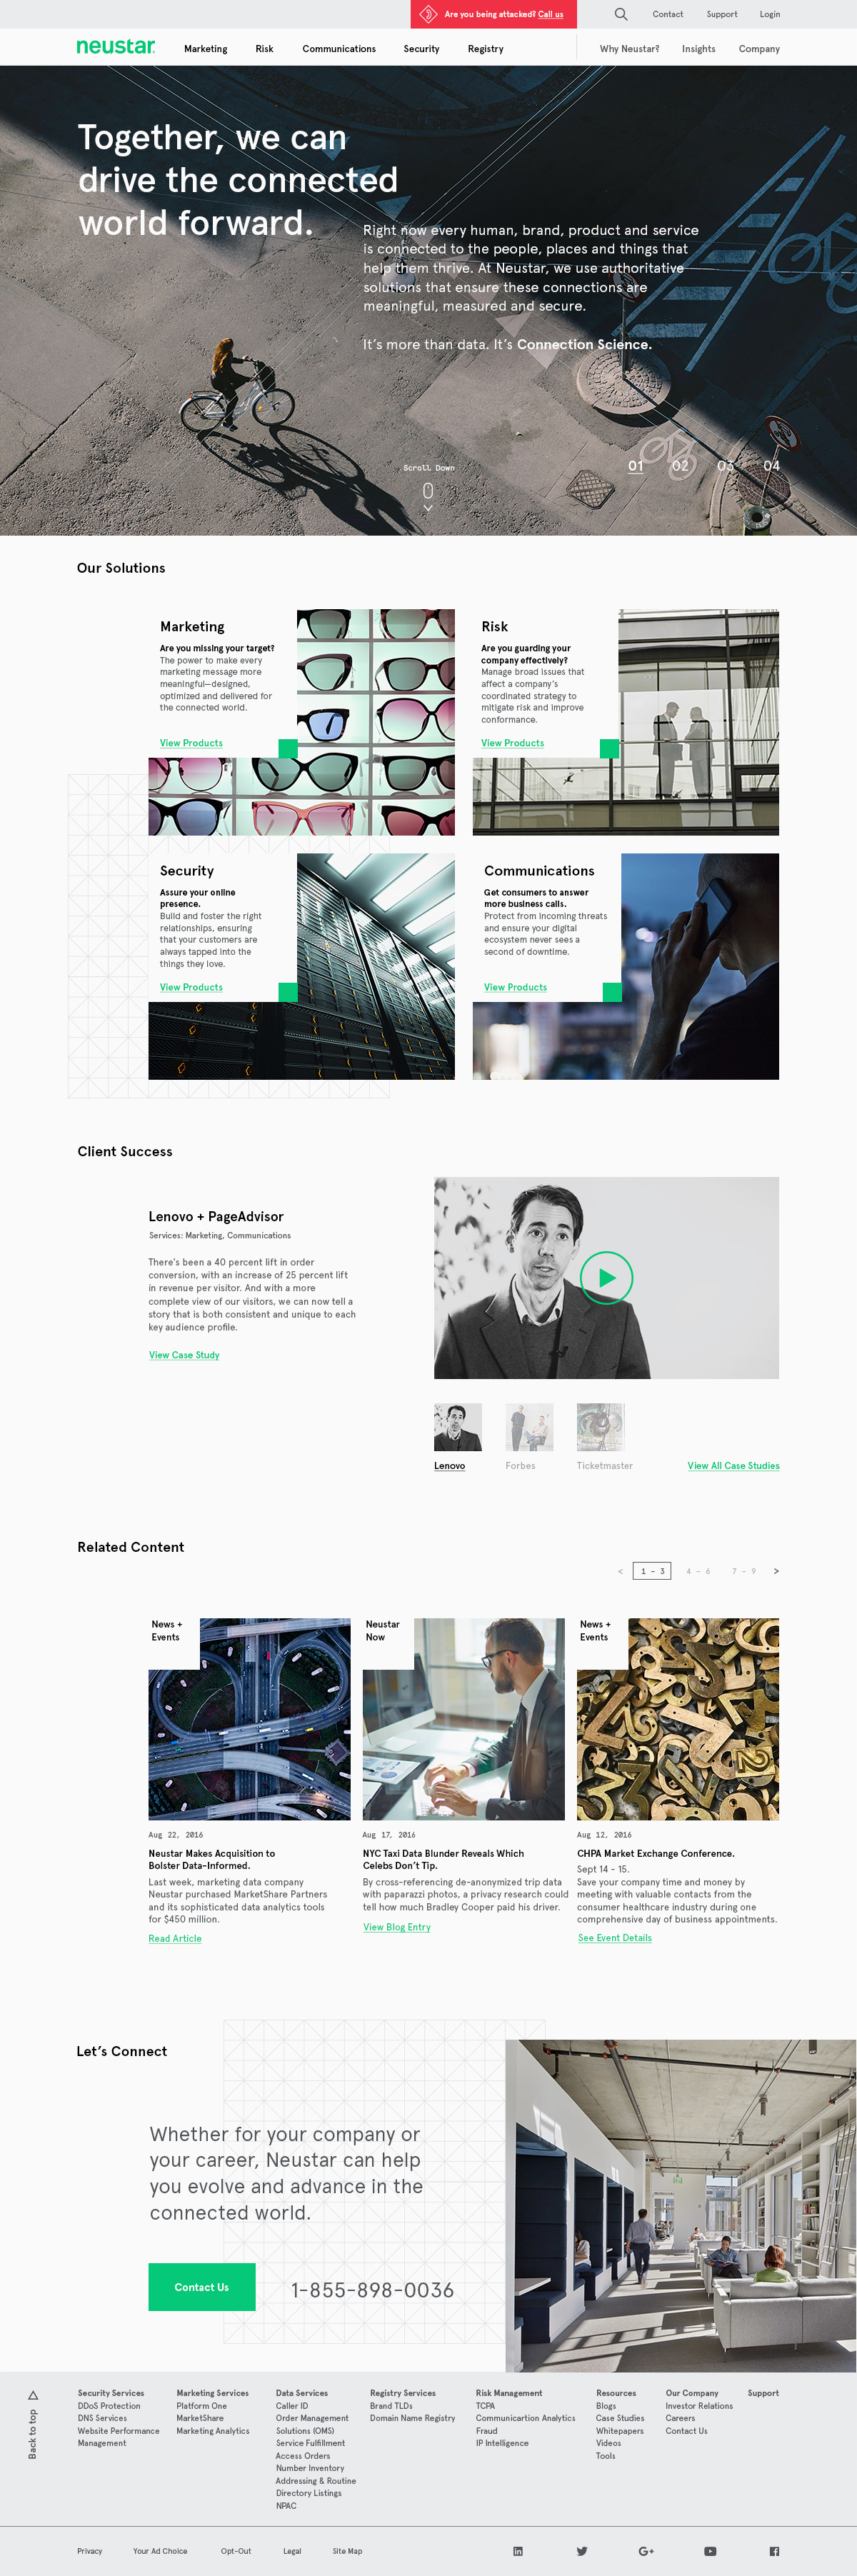 Are you being attacked? Call us
Contact
Support
Login
neustar
Marketing
Risk
Communications
Security
Registry
Why Neustar?
Insights
Company
Together, we can
drive the connected
world forward.
Right now every human, brand, product and service
is connected to the people, places and things that
help them thrive. At Neustar, we use authoritative
solutions that ensure these connections are
meaningful, measured and secure.
It's more than data. It's Connection Science.
Scroll Down
01
02
03
04
Our Solutions
Marketing
Are you missing your target?
The power to make every
marketing message more
meaningful—designed,
optimized and delivered for
the connected world.
View Products
Risk
Are you guarding your
company effectively?
Manage broad issues that
affect a company's
coordinated strategy to
mitigate risk and improve
conformance.
View Products
Security
Assure your online
presence.
Build and foster the right
relationships, ensuring
that your customers are
always tapped into the
things they love.
View Products
Communications
Get consumers to answer
more business calls.
Protect from incoming threats
and ensure your digital
ecosystem never sees a
second of downtime.
View Products
Client Success
Lenovo + PageAdvisor
Services: Marketing, Communications
There's been a 40 percent lift in order
conversion, with an increase of 25 percent lift
in revenue per visitor. And with a more
complete view of our visitors, we can now tell a
story that is both consistent and unique to each
key audience profile.
View Case Study
Lenovo
Forbes
Ticketmaster
View All Case Studies
Related Content
< 1 - 3 4 - 6 7 - 9 >
News +
Events
Aug 22, 2016
Neustar Makes Acquisition to
Bolster Data-Informed.
Last week, marketing data company
Neustar purchased MarketShare Partners
and its sophisticated data analytics tools
for $450 million.
Read Article
Neustar
Now
Aug 17, 2016
NYC Taxi Data Blunder Reveals Which
Celebs Don't Tip.
By cross-referencing de-anonymized trip data
with paparazzi photos, a privacy research could
tell how much Bradley Cooper paid his driver.
View Blog Entry
News +
Events
Aug 12, 2016
CHPA Market Exchange Conference.
Sept 14 - 15.
Save your company time and money by
meeting with valuable contacts from the
consumer healthcare industry during one
comprehensive day of business appointments.
See Event Details
Let's Connect
Whether for your company or
your career, Neustar can help
you evolve and advance in the
connected world.
Contact Us
1-855-898-0036
Back to top
Security Services
DDoS Protection
DNS Services
Website Performance
Management
Marketing Services
Platform One
MarketShare
Marketing Analytics
Data Services
Caller ID
Order Management
Solutions (OMS)
Service Fulfillment
Access Orders
Number Inventory
Addressing & Routine
Directory Listings
NPAC
Registry Services
Brand TLDs
Domain Name Registry
Risk Management
TCPA
Communicartion Analytics
Fraud
IP Intelligence
Resources
Blogs
Case Studies
Whitepapers
Videos
Tools
Our Company
Investor Relations
Careers
Contact Us
Support
Privacy
Your Ad Choice
Opt-Out
Legal
Site Map